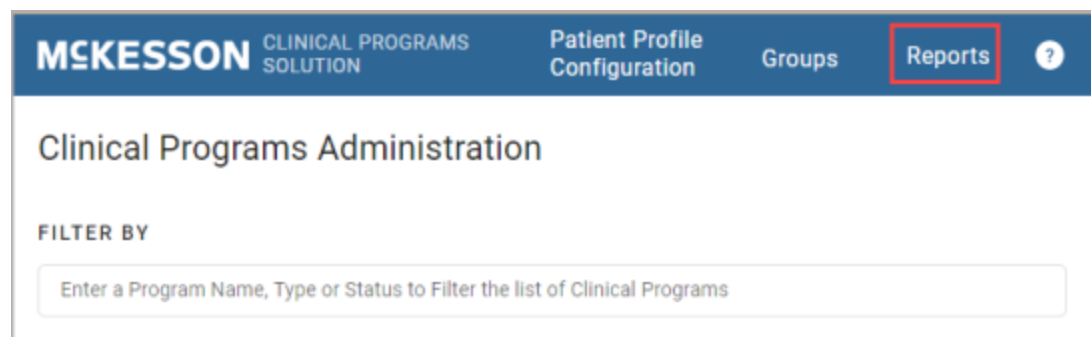 MCKESSON CLINICAL PROGRAMS SOLUTION
Patient Profile Configuration
Groups
Reports
?
Clinical Programs Administration
FILTER BY
Enter a Program Name, Type or Status to Filter the list of Clinical Programs